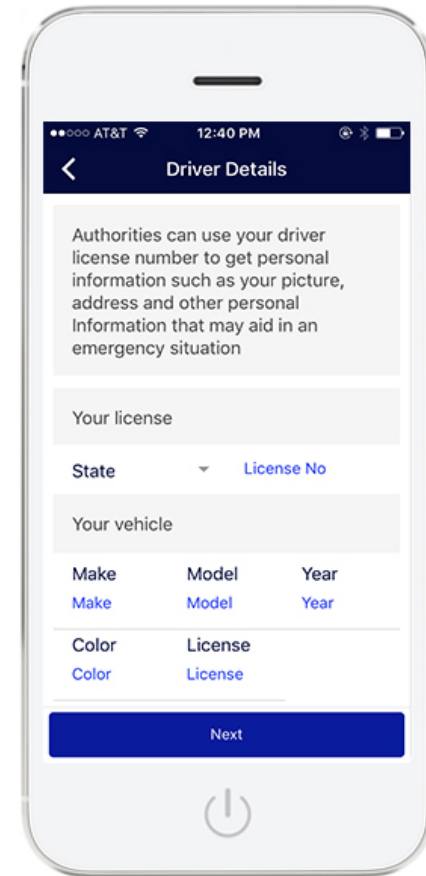 AT&T 12:40 PM
Driver Details
Authorities can use your driver
license number to get personal
information such as your picture,
address and other personal
Information that may aid in an
emergency situation
Your license
State License No
Your vehicle
Make Model Year
Make Model Year
Color License
Color License
Next